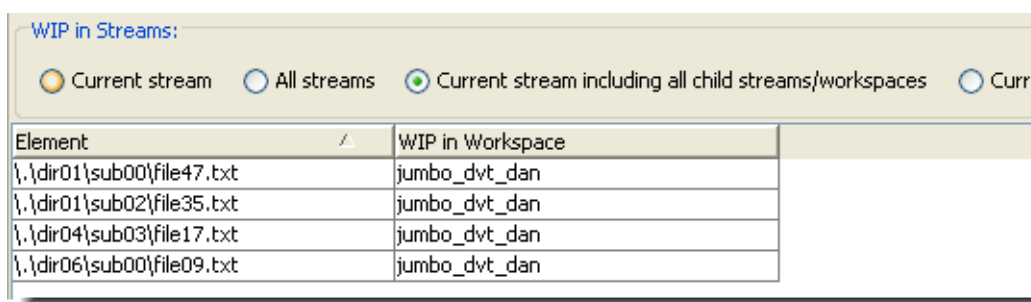 WIP in Streams:
Current stream All streams Current stream including all child streams/workspaces Curr
Element WIP in Workspace
\.\dir01\sub00\file47.txt jumbo_dvt_dan
\.\dir01\sub02\file35.txt jumbo_dvt_dan
\.\dir04\sub03\file17.txt jumbo_dvt_dan
\.\dir06\sub00\file09.txt jumbo_dvt_dan